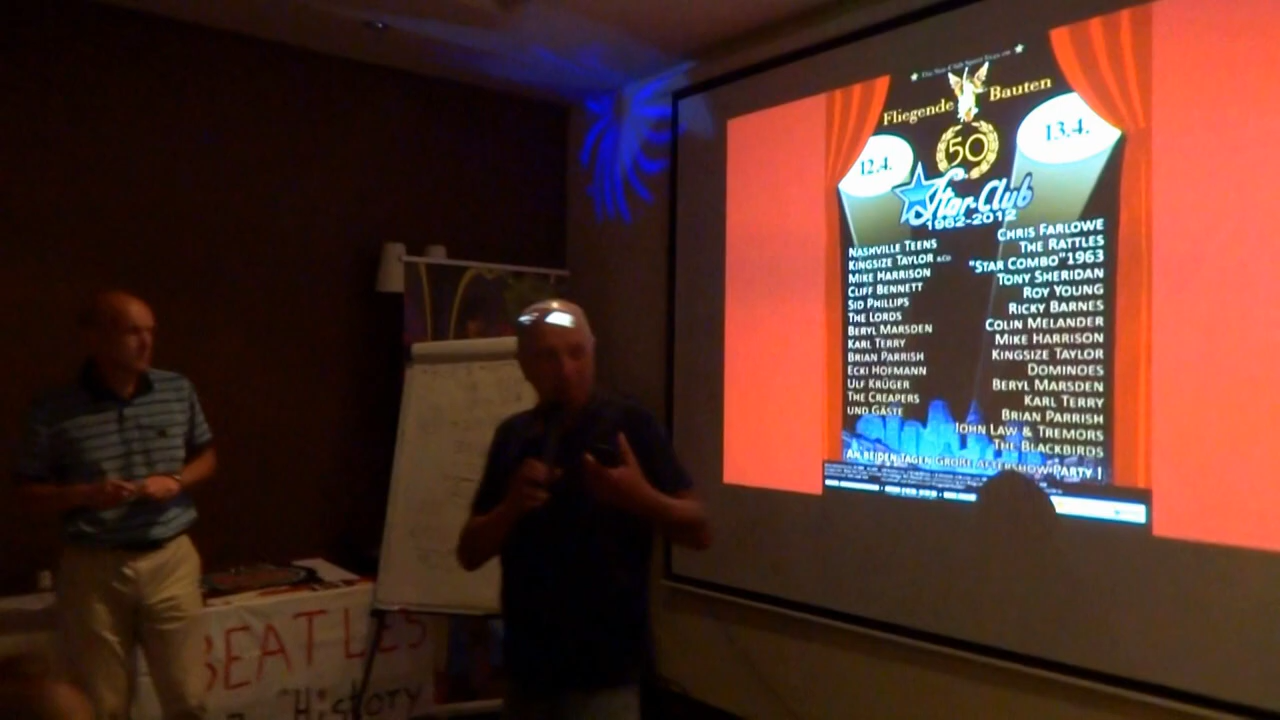 Fliegende Bauten
50
12.4.
13.4.
Star-Club
1962-2012
NASHVILLE TEENS
KINGSIZE TAYLOR & Co
MIKE HARRISON
CLIFF BENNETT
SID PHILLIPS
THE LORDS
BERYL MARSDEN
KARL TERRY
BRIAN PARRISH
ECKI HOFMANN
ULF KRÜGER
THE CREAPERS
UND GÄSTE
CHRIS FARLOWE
THE RATTLES
"STAR COMBO"1963
TONY SHERIDAN
ROY YOUNG
RICKY BARNES
COLIN MELANDER
MIKE HARRISON
KINGSIZE TAYLOR
DOMINOES
BERYL MARSDEN
KARL TERRY
BRIAN PARRISH
JOHN LAW & TREMORS
THE BLACKBIRDS
AN BEIDEN TAGEN GROßE AFTERSHOW-PARTY !
BEATLES
History